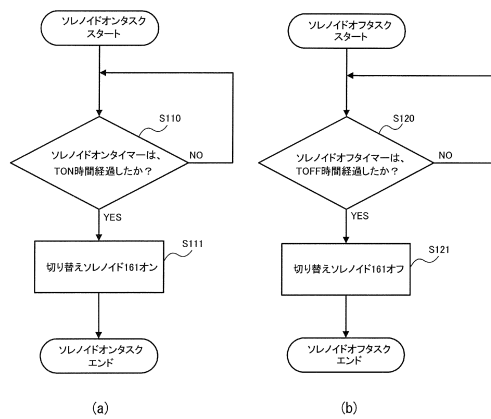 ソレノイドオンタスク
スタート
S110
ソレノイドオンタイマーは、
TON時間経過したか？
NO
YES
S111
切り替えソレノイド161オン
ソレノイドオンタスク
エンド
(a)
ソレノイドオフタスク
スタート
S120
ソレノイドオフタイマーは、
TOFF時間経過したか？
NO
YES
S121
切り替えソレノイド161オフ
ソレノイドオフタスク
エンド
(b)